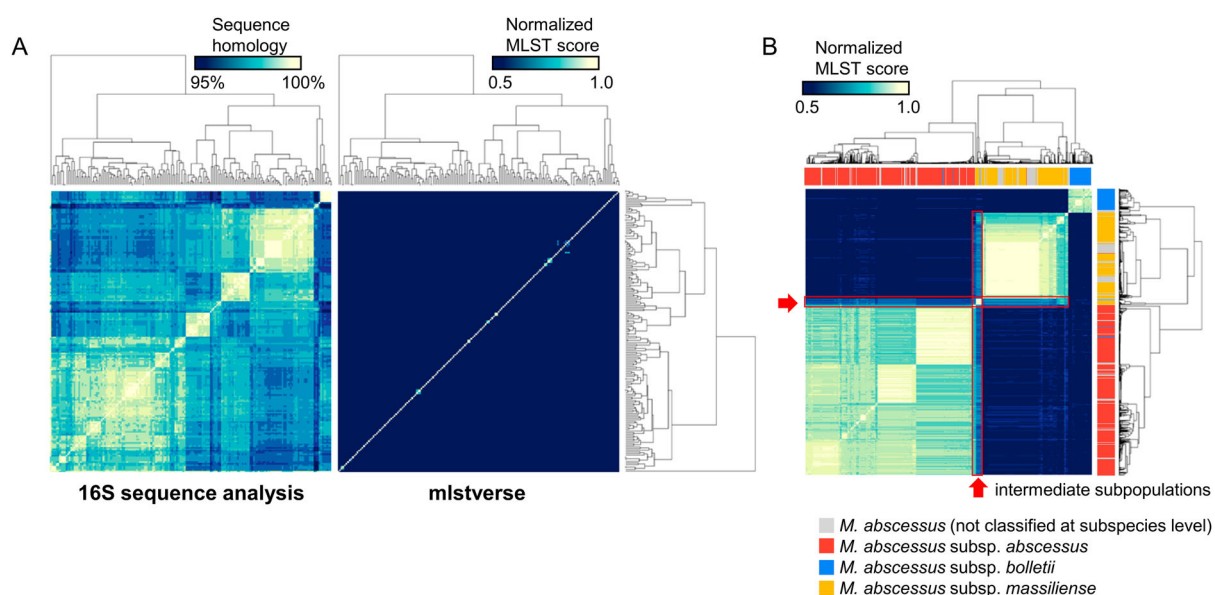 A
Sequence
homology
95% 100%
Normalized
MLST score
0.5 1.0
16S sequence analysis
mlstverse
B
Normalized
MLST score
0.5 1.0
intermediate subpopulations
M. abscessus (not classified at subspecies level)
M. abscessus subsp. abscessus
M. abscessus subsp. bolletii
M. abscessus subsp. massiliense